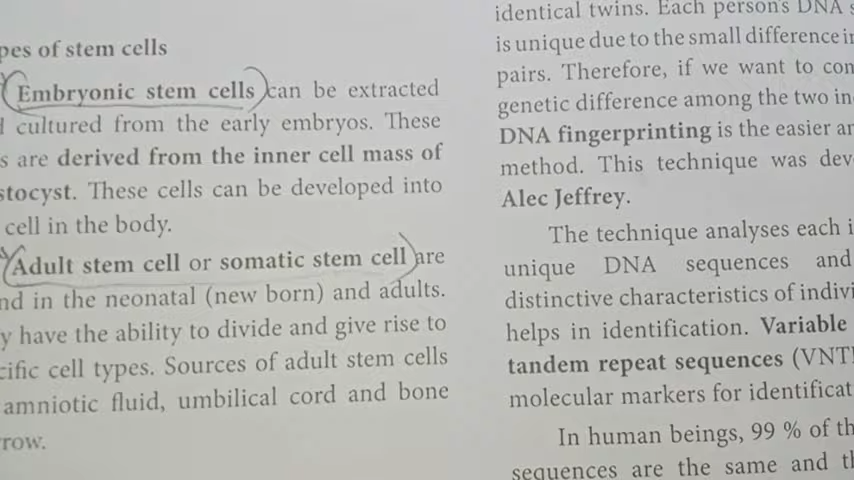 pes of stem cells
Embryonic stem cells can be extracted
cultured from the early embryos. These
s are derived from the inner cell mass of
stocyst. These cells can be developed into
cell in the body.
Adult stem cell or somatic stem cell are
nd in the neonatal (new born) and adults.
y have the ability to divide and give rise to
cific cell types. Sources of adult stem cells
amniotic fluid, umbilical cord and bone
row.
identical twins. Each person's DNA s
is unique due to the small difference in
pairs. Therefore, if we want to com
genetic difference among the two in
DNA fingerprinting is the easier an
method. This technique was dev
Alec Jeffrey.
The technique analyses each i
unique DNA sequences and
distinctive characteristics of indivi
helps in identification. Variable
tandem repeat sequences (VNT
molecular markers for identificat
In human beings, 99 % of th
sequences are the same and th